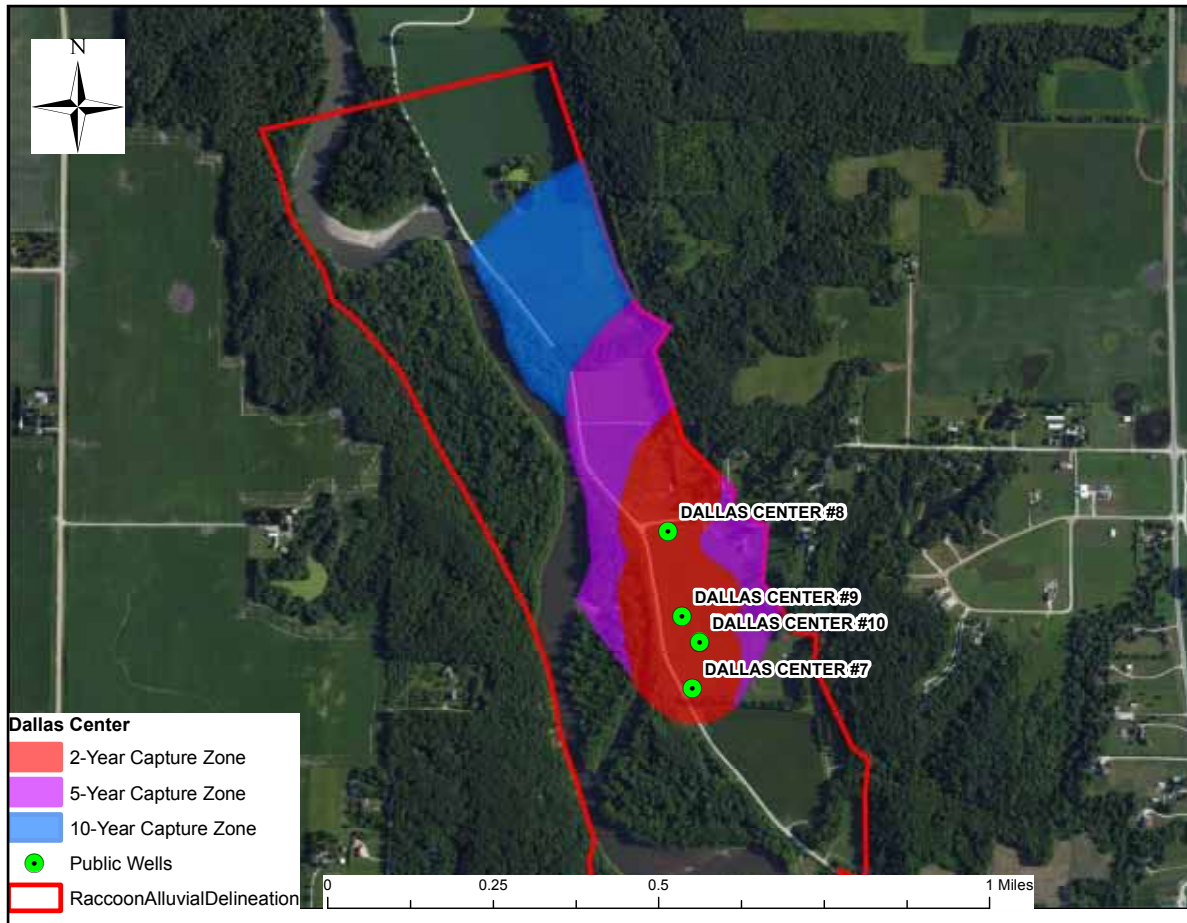 N
DALLAS CENTER #8
DALLAS CENTER #9
DALLAS CENTER #10
DALLAS CENTER #7
Dallas Center
2-Year Capture Zone
5-Year Capture Zone
10-Year Capture Zone
Public Wells
RaccoonAlluvialDelineation
0 0.25 0.5 1 Miles